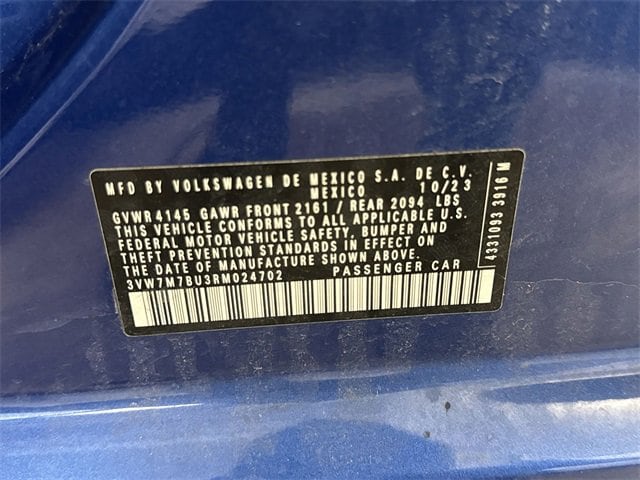 MFD BY VOLKSWAGEN DE MEXICO S.A. DE C.V.
MEXICO 10/23
GVWR 4145 GAWR FRONT 2161 / REAR 2094 LBS
THIS VEHICLE CONFORMS TO ALL APPLICABLE U.S.
FEDERAL MOTOR VEHICLE SAFETY, BUMPER AND
THEFT PREVENTION STANDARDS IN EFFECT ON
THE DATE OF MANUFACTURE SHOWN ABOVE.
3VW7M7BU3RM024702 PASSENGER CAR
4331093 3916 M